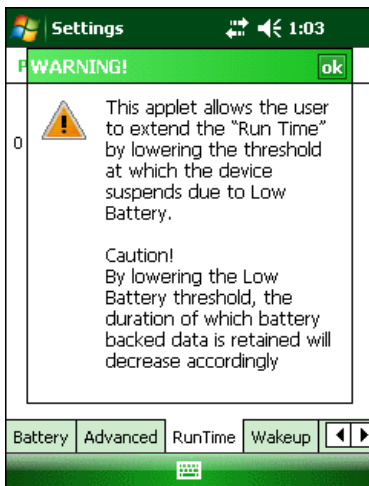 Settings 1:03
P
WARNING! ok
This applet allows the user
to extend the “Run Time”
by lowering the threshold
0
at which the device
suspends due to Low
Battery.
Caution!
By lowering the Low
Battery threshold, the
duration of which battery
backed data is retained will
decrease accordingly
Battery Advanced RunTime Wakeup